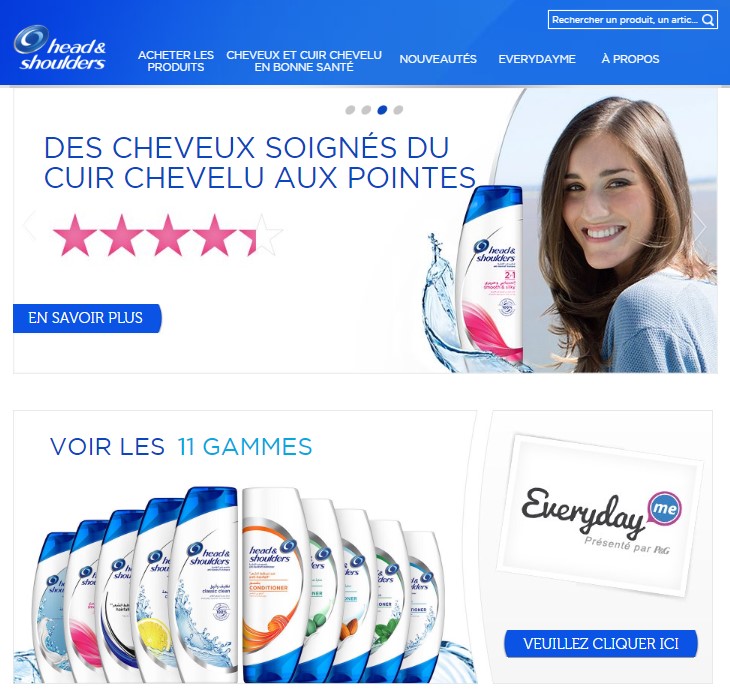 Rechercher un produit, un artic...
head &
shoulders
ACHETER LES
PRODUITS
CHEVEUX ET CUIR CHEVELU
EN BONNE SANTÉ
NOUVEAUTÉS
EVERYDAYME
À PROPOS
DES CHEVEUX SOIGNÉS DU
CUIR CHEVELU AUX POINTES
head &
shoulders
2-1
smooth & silky
EN SAVOIR PLUS
VOIR LES 11 GAMMES
head &
shoulders
classic clean
head &
shoulders
CONDITIONER
Everyday me
Présenté par P&G
VEUILLEZ CLIQUER ICI